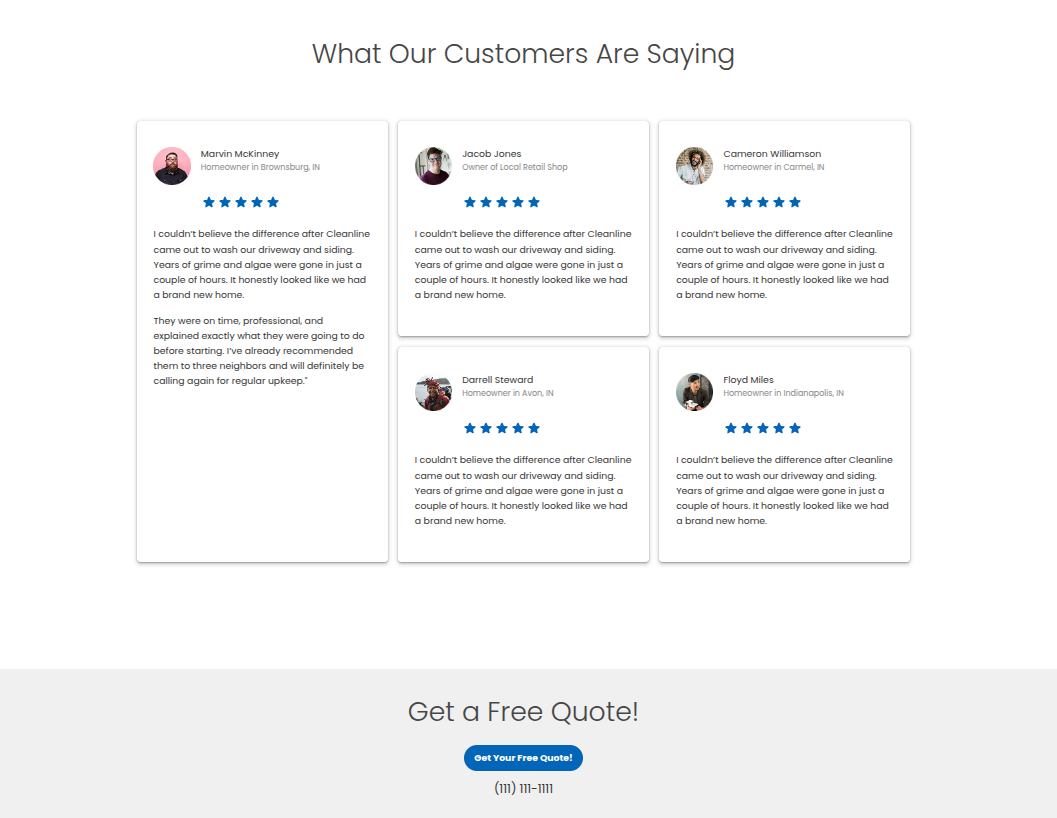 What Our Customers Are Saying
Marvin McKinney
Homeowner in Brownsburg, IN
I couldn't believe the difference after Cleanline
came out to wash our driveway and siding.
Years of grime and algae were gone in just a
couple of hours. It honestly looked like we had
a brand new home.
They were on time, professional, and
explained exactly what they were going to do
before starting. I've already recommended
them to three neighbors and will definitely be
calling again for regular upkeep."
Jacob Jones
Owner of Local Retail Shop
I couldn't believe the difference after Cleanline
came out to wash our driveway and siding.
Years of grime and algae were gone in just a
couple of hours. It honestly looked like we had
a brand new home.
Cameron Williamson
Homeowner in Carmel, IN
I couldn't believe the difference after Cleanline
came out to wash our driveway and siding.
Years of grime and algae were gone in just a
couple of hours. It honestly looked like we had
a brand new home.
Darrell Steward
Homeowner in Avon, IN
I couldn't believe the difference after Cleanline
came out to wash our driveway and siding.
Years of grime and algae were gone in just a
couple of hours. It honestly looked like we had
a brand new home.
Floyd Miles
Homeowner in Indianapolis, IN
I couldn't believe the difference after Cleanline
came out to wash our driveway and siding.
Years of grime and algae were gone in just a
couple of hours. It honestly looked like we had
a brand new home.
Get a Free Quote!
Get Your Free Quote!
(111) 111-1111